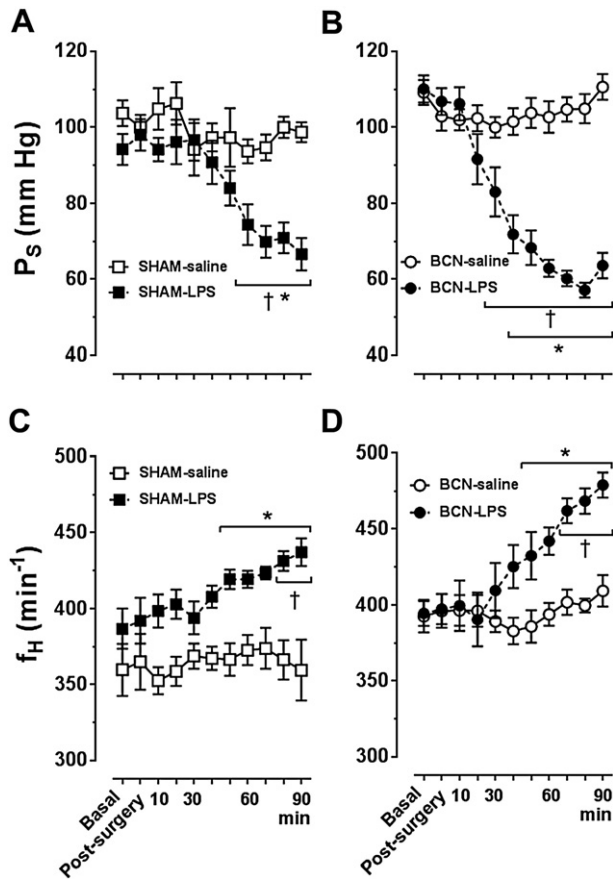 A
B
120
100
80
60
40
P_S (mm Hg)
SHAM-saline
SHAM-LPS
† *
120
100
80
60
40
BCN-saline
BCN-LPS
†
*
C
D
500
450
400
350
300
f_H (min⁻¹)
SHAM-saline
SHAM-LPS
*
†
500
450
400
350
300
BCN-saline
BCN-LPS
*
†
Basal
Post-surgery
10
30
60
90
min
Basal
Post-surgery
10
30
60
90
min